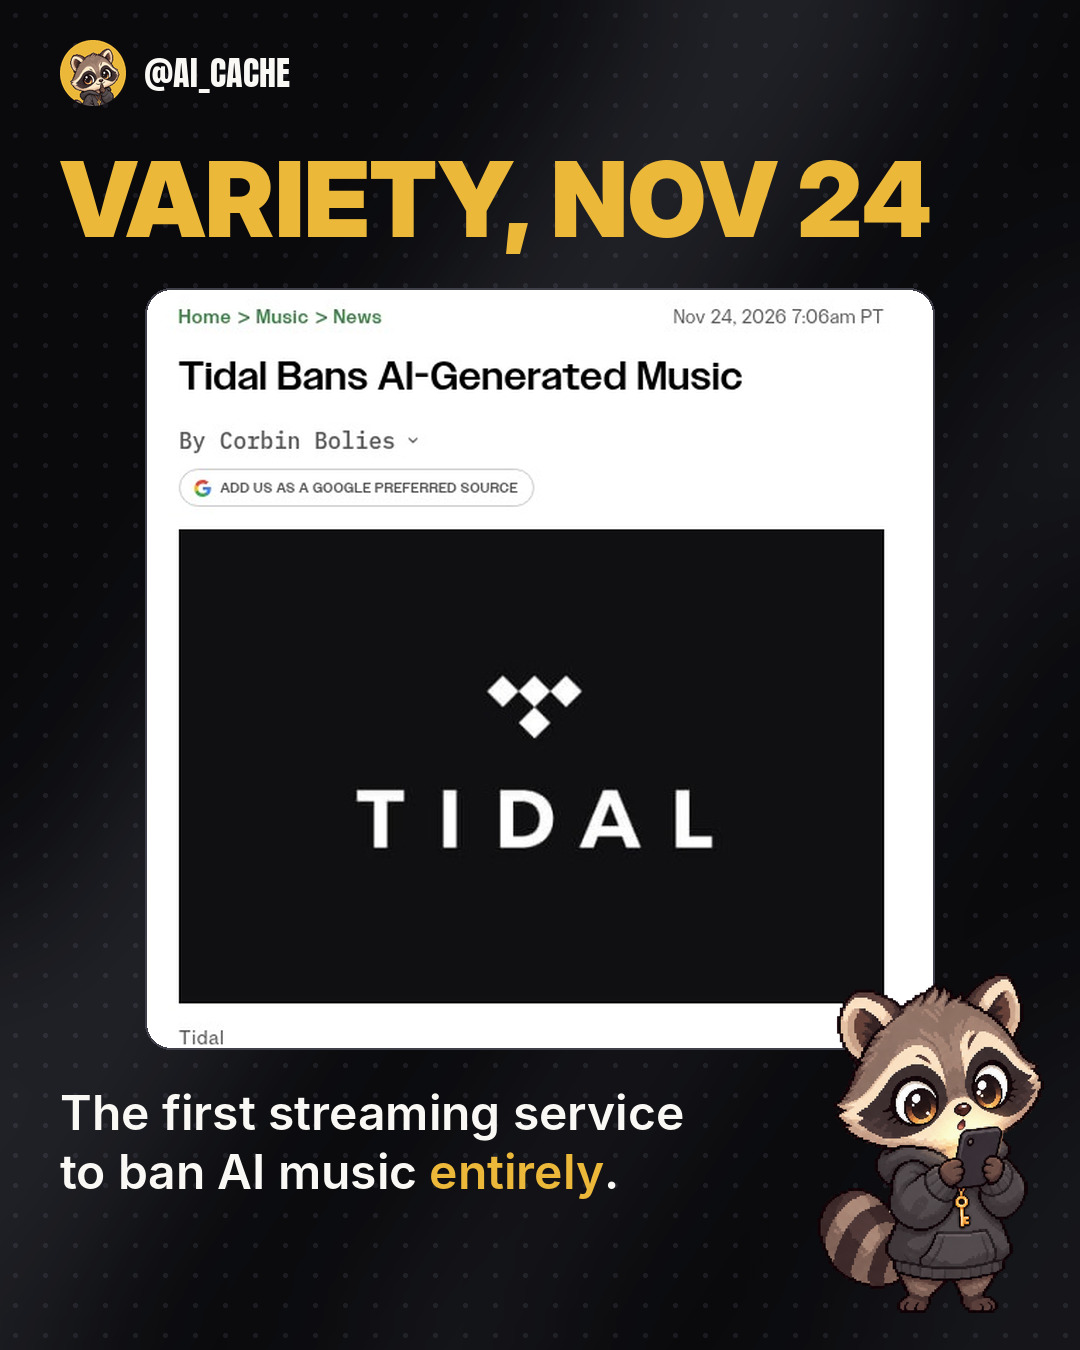 @AI_CACHE
VARIETY, NOV 24
Home > Music > News
Nov 24, 2026 7:06am PT
Tidal Bans AI-Generated Music
By Corbin Bolies
ADD US AS A GOOGLE PREFERRED SOURCE
TIDAL
Tidal
The first streaming service
to ban AI music entirely.